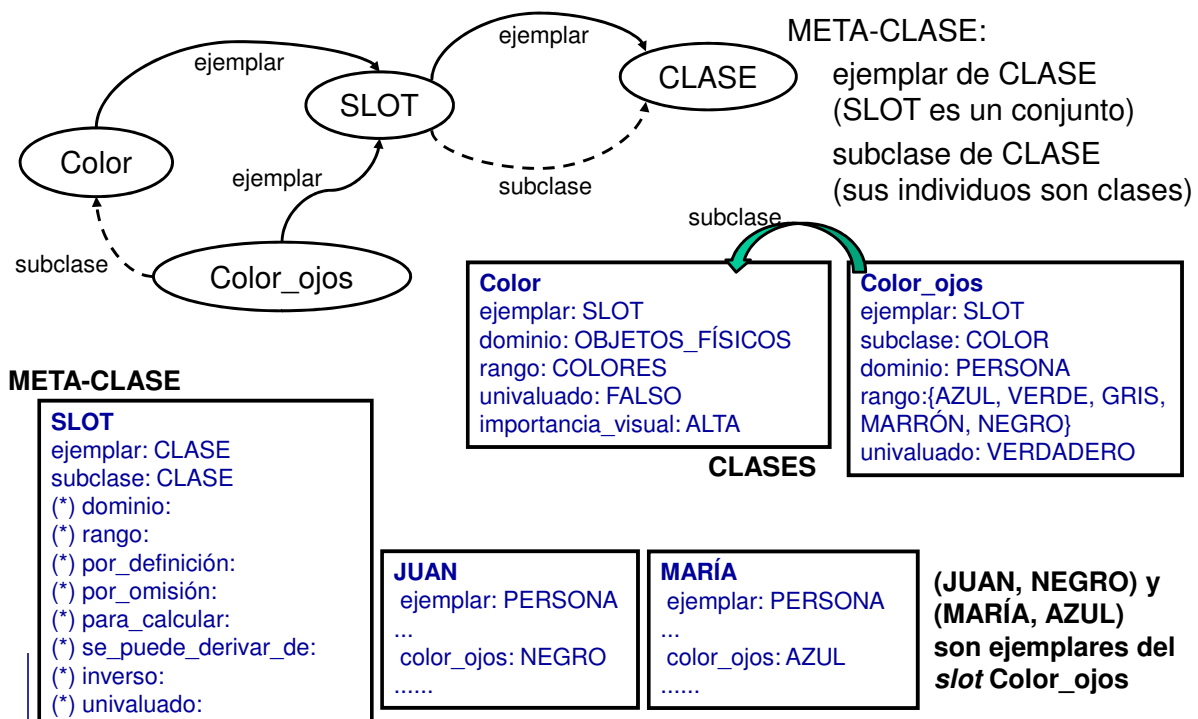 ejemplar
ejemplar
SLOT
CLASE
Color
ejemplar
subclase
subclase
Color_ojos
META-CLASE:
ejemplar de CLASE
(SLOT es un conjunto)
subclase de CLASE
(sus individuos son clases)
subclase
Color
ejemplar: SLOT
dominio: OBJETOS_FÍSICOS
rango: COLORES
univaluado: FALSO
importancia_visual: ALTA
Color_ojos
ejemplar: SLOT
subclase: COLOR
dominio: PERSONA
rango:{AZUL, VERDE, GRIS,
MARRÓN, NEGRO}
univaluado: VERDADERO
CLASES
META-CLASE
SLOT
ejemplar: CLASE
subclase: CLASE
(*) dominio:
(*) rango:
(*) por_definición:
(*) por_omisión:
(*) para_calcular:
(*) se_puede_derivar_de:
(*) inverso:
(*) univaluado:
JUAN
ejemplar: PERSONA
...
color_ojos: NEGRO
......
MARÍA
ejemplar: PERSONA
...
color_ojos: AZUL
......
(JUAN, NEGRO) y
(MARÍA, AZUL)
son ejemplares del
slot Color_ojos